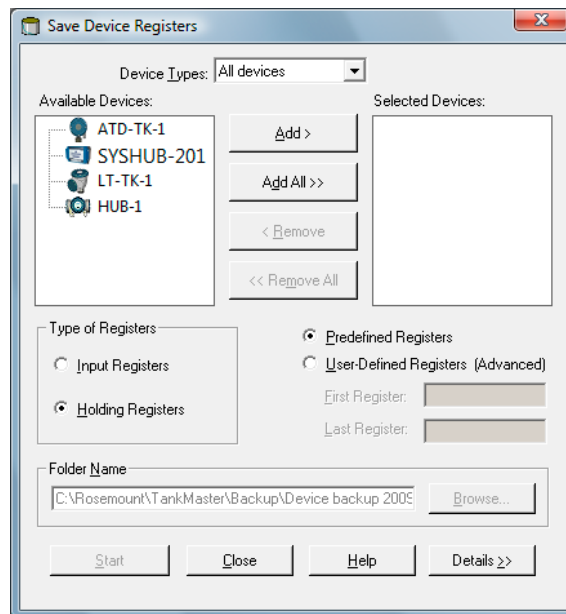 Save Device Registers
Device Types: All devices
Available Devices:
Selected Devices:
ATD-TK-1
SYSHUB-201
LT-TK-1
HUB-1
Add >
Add All >>
< Remove
<< Remove All
Type of Registers
Input Registers
Holding Registers
Predefined Registers
User-Defined Registers (Advanced)
First Register:
Last Register:
Folder Name
C:\Rosemount\TankMaster\Backup\Device backup 2009
Browse...
Start
Close
Help
Details >>